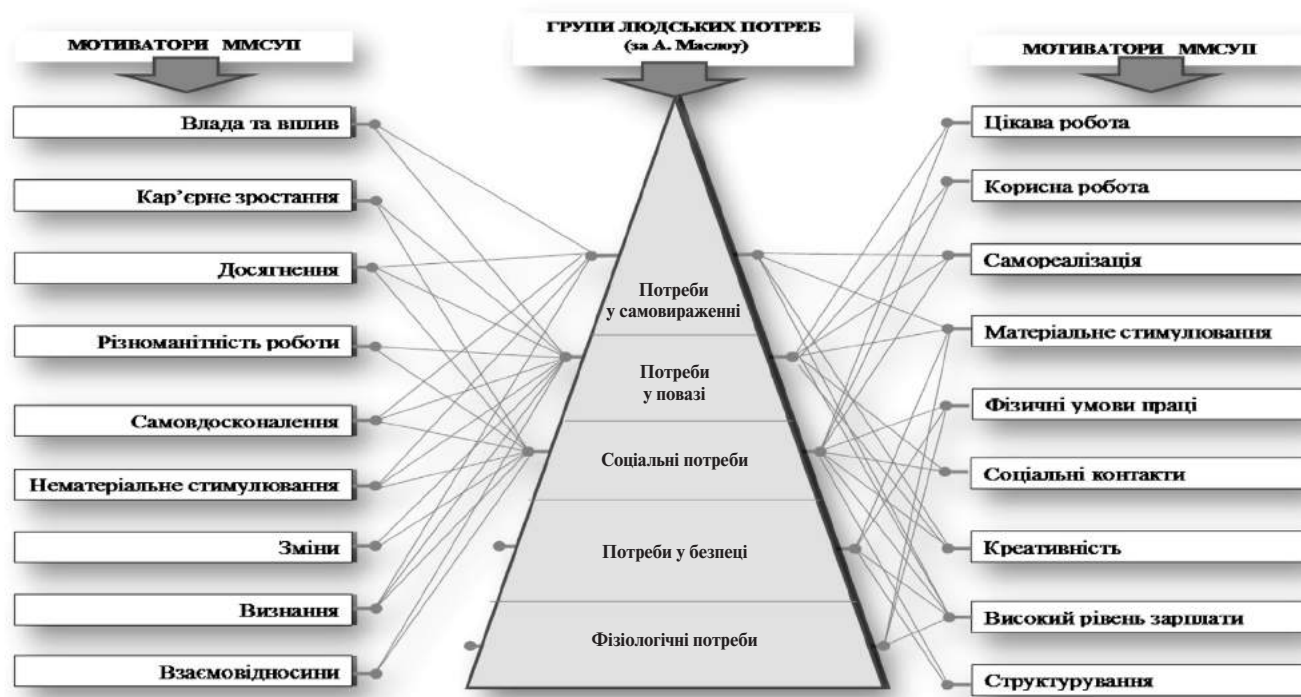 МОТИВАТОРИ ММСУП
Влада та вплив
Кар’єрне зростання
Досягнення
Різноманітність роботи
Самовдосконалення
Нематеріальне стимулювання
Зміни
Визнання
Взаємовідносини
ГРУПИ ЛЮДСЬКИХ ПОТРЕБ
(за А. Маслоу)
Потреби
у самовираженні
Потреби
у повазі
Соціальні потреби
Потреби у безпеці
Фізіологічні потреби
МОТИВАТОРИ ММСУП
Цікава робота
Корисна робота
Самореалізація
Матеріальне стимулювання
Фізичні умови праці
Соціальні контакти
Креативність
Високий рівень зарплати
Структурування